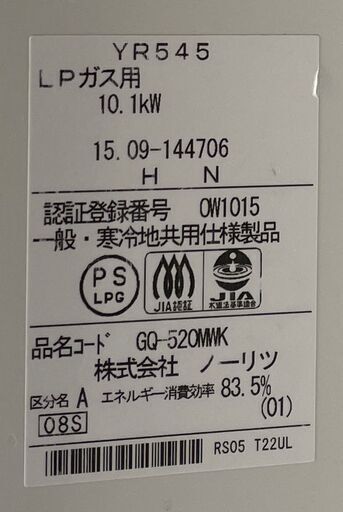 YR545
LPガス用
10.1kW
15.09-144706
H N
認証登録番号 OW1015
一般・寒冷地共用仕様製品
PS
LPG
JIA認証
JIA
品名コード GQ-520MWK
株式会社 ノーリツ
区分名 A エネルギー消費効率 83.5%
(01)
08S
RS05 T22UL